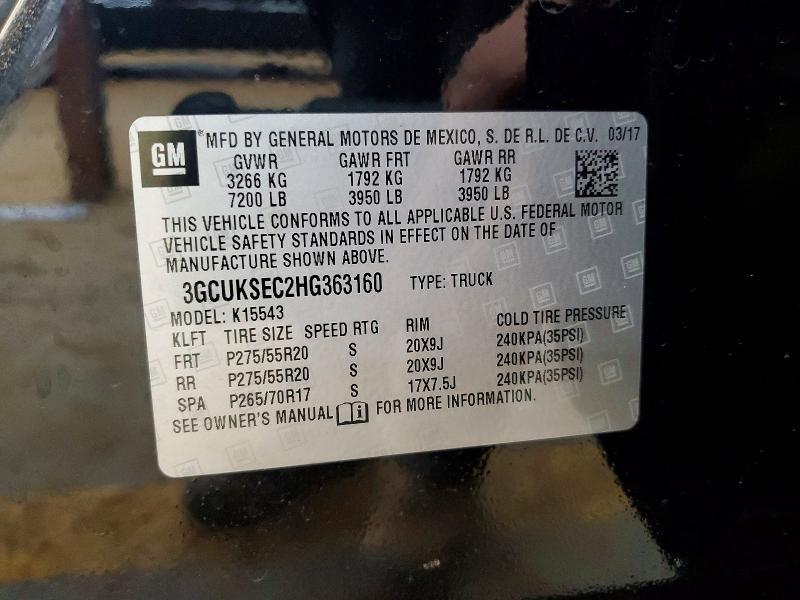 GM
MFD BY GENERAL MOTORS DE MEXICO, S. DE R.L. DE C.V. 03/17
GVWR GAWR FRT GAWR RR
3266 KG 1792 KG 1792 KG
7200 LB 3950 LB 3950 LB
THIS VEHICLE CONFORMS TO ALL APPLICABLE U.S. FEDERAL MOTOR
VEHICLE SAFETY STANDARDS IN EFFECT ON THE DATE OF
MANUFACTURE SHOWN ABOVE.
3GCUKSEC2HG363160 TYPE: TRUCK
MODEL: K15543
KLFT TIRE SIZE SPEED RTG RIM COLD TIRE PRESSURE
FRT P275/55R20 S 20X9J 240KPA(35PSI)
RR P275/55R20 S 20X9J 240KPA(35PSI)
SPA P265/70R17 S 17X7.5J 240KPA(35PSI)
SEE OWNER'S MANUAL FOR MORE INFORMATION.